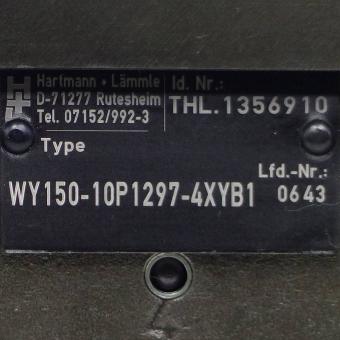 Hartmann + Lämmle
D-71277 Rutesheim
Tel. 07152/992-3
Id. Nr.:
THL.1356910
Type
WY150-10P1297-4XYB1
Lfd.-Nr.:
0643